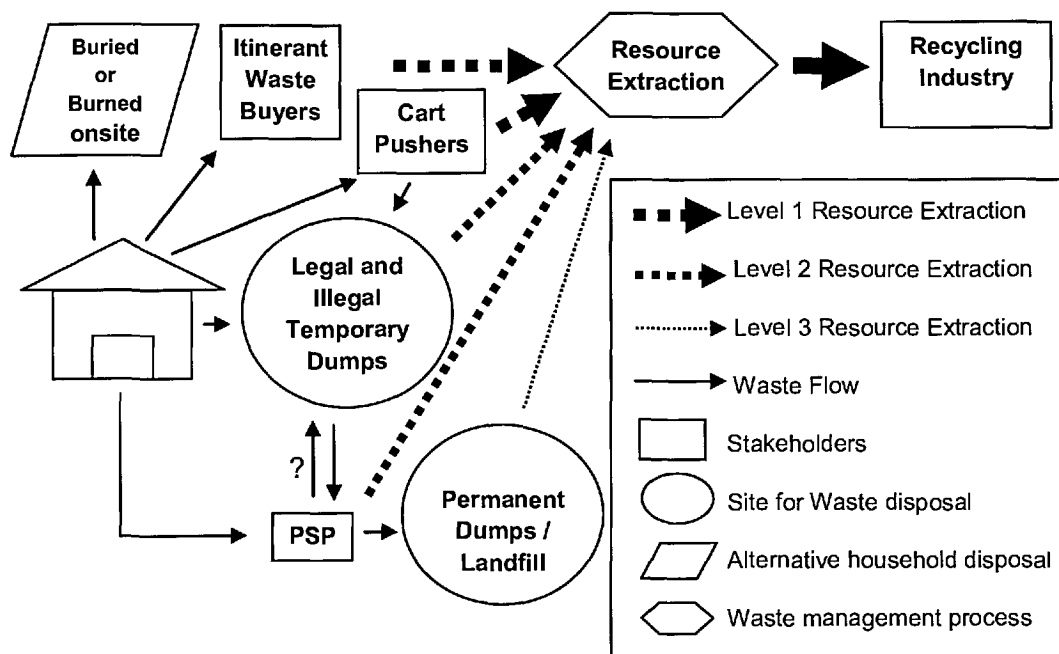 Buried
or
Burned
onsite
Itinerant
Waste
Buyers
Cart
Pushers
Resource
Extraction
Recycling
Industry
Legal and
Illegal
Temporary
Dumps
?
PSP
Permanent
Dumps /
Landfill
Level 1 Resource Extraction
Level 2 Resource Extraction
Level 3 Resource Extraction
Waste Flow
Stakeholders
Site for Waste disposal
Alternative household disposal
Waste management process